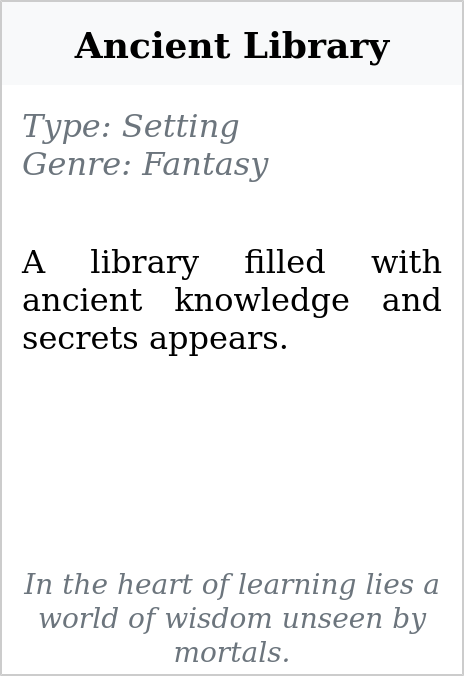 Ancient Library
Type: Setting
Genre: Fantasy
A library filled with
ancient knowledge and
secrets appears.
In the heart of learning lies a
world of wisdom unseen by
mortals.